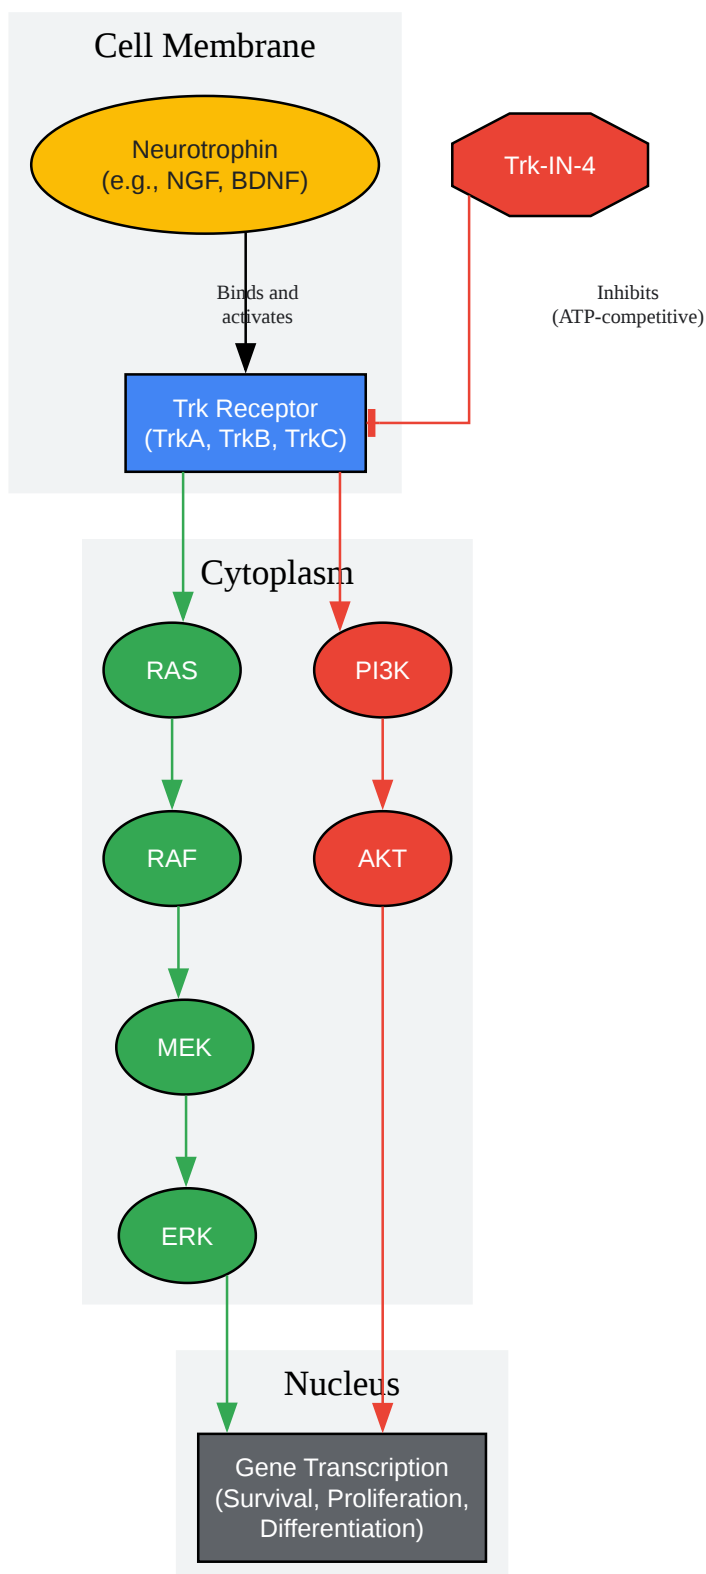 Cell Membrane
Neurotrophin
(e.g., NGF, BDNF)
Trk-IN-4
Binds and
activates
Inhibits
(ATP-competitive)
Trk Receptor
(TrkA, TrkB, TrkC)
Cytoplasm
RAS
PI3K
RAF
AKT
MEK
ERK
Nucleus
Gene Transcription
(Survival, Proliferation,
Differentiation)